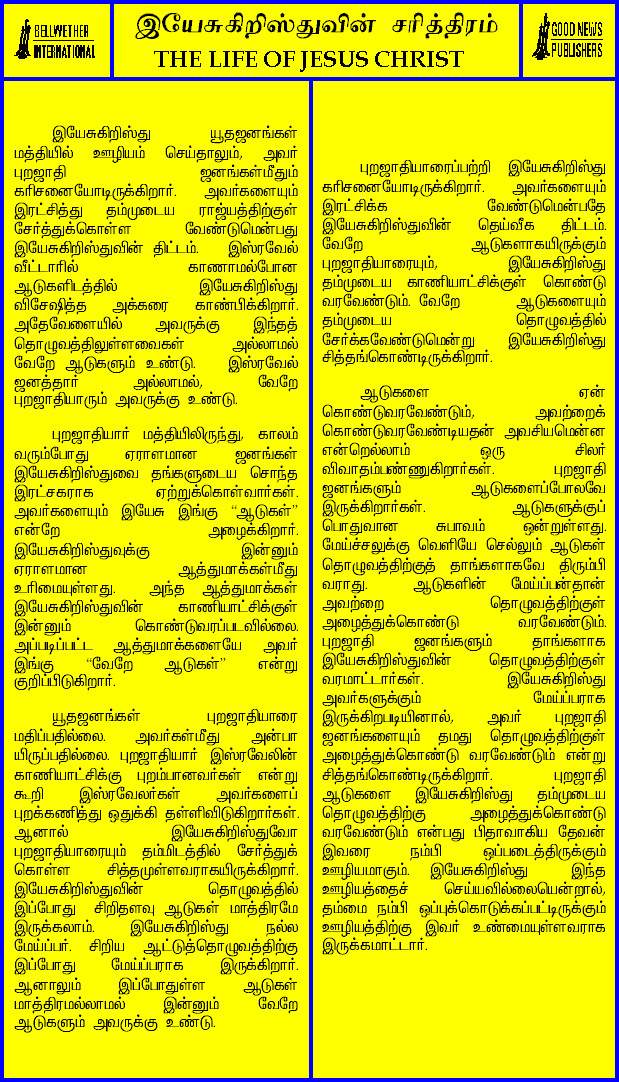 BELLWETHER
INTERNATIONAL
இயேசுகிறிஸ்துவின் சரித்திரம்
THE LIFE OF JESUS CHRIST
GOOD NEWS
PUBLISHERS
இயேசுகிறிஸ்து யூதஜனங்கள்
மத்தியில் ஊழியம் செய்தாலும், அவர்
புறஜாதி ஜனங்கள்மீதும்
கரிசனையோடிருக்கிறார். அவர்களையும்
இரட்சித்து தம்முடைய ராஜ்யத்திற்குள்
சேர்த்துக்கொள்ள வேண்டுமென்பது
இயேசுகிறிஸ்துவின் திட்டம். இஸ்ரவேல்
வீட்டாரில் காணாமல்போன
ஆடுகளிடத்தில் இயேசுகிறிஸ்து
விசேஷித்த அக்கரை காண்பிக்கிறார்.
அதேவேளையில் அவருக்கு இந்தத்
தொழுவத்திலுள்ளவைகள் அல்லாமல்
வேறே ஆடுகளும் உண்டு. இஸ்ரவேல்
ஜனத்தார் அல்லாமல், வேறே
புறஜாதியாரும் அவருக்கு உண்டு.
புறஜாதியார் மத்தியிலிருந்து, காலம்
வரும்போது ஏராளமான ஜனங்கள்
இயேசுகிறிஸ்துவை தங்களுடைய சொந்த
இரட்சகராக ஏற்றுக்கொள்வார்கள்.
அவர்களையும் இயேசு இங்கு “ஆடுகள்”
என்றே அழைக்கிறார்.
இயேசுகிறிஸ்துவுக்கு இன்னும்
ஏராளமான ஆத்துமாக்கள்மீது
உரிமையுள்ளது. அந்த ஆத்துமாக்கள்
இயேசுகிறிஸ்துவின் காணியாட்சிக்குள்
இன்னும் கொண்டுவரப்படவில்லை.
அப்படிப்பட்ட ஆத்துமாக்களையே அவர்
இங்கு “வேறே ஆடுகள்” என்று
குறிப்பிடுகிறார்.
யூதஜனங்கள் புறஜாதியாரை
மதிப்பதில்லை. அவர்கள்மீது அன்பா
யிருப்பதில்லை. புறஜாதியார் இஸ்ரவேலின்
காணியாட்சிக்கு புறம்பானவர்கள் என்று
கூறி இஸ்ரவேலர்கள் அவர்களைப்
புறக்கணித்து ஒதுக்கி தள்ளிவிடுகிறார்கள்.
ஆனால் இயேசுகிறிஸ்துவோ
புறஜாதியாரையும் தம்மிடத்தில் சேர்த்துக்
கொள்ள சித்தமுள்ளவராகயிருக்கிறார்.
இயேசுகிறிஸ்துவின் தொழுவத்தில்
இப்போது சிறிதளவு ஆடுகள் மாத்திரமே
இருக்கலாம். இயேசுகிறிஸ்து நல்ல
மேய்ப்பர். சிறிய ஆட்டுத்தொழுவத்திற்கு
இப்போது மேய்ப்பராக இருக்கிறார்.
ஆனாலும் இப்போதுள்ள ஆடுகள்
மாத்திரமல்லாமல் இன்னும் வேறே
ஆடுகளும் அவருக்கு உண்டு.
புறஜாதியாரைப்பற்றி இயேசுகிறிஸ்து
கரிசனையோடிருக்கிறார். அவர்களையும்
இரட்சிக்க வேண்டுமென்பதே
இயேசுகிறிஸ்துவின் தெய்வீக திட்டம்.
வேறே ஆடுகளாகயிருக்கும்
புறஜாதியாரையும், இயேசுகிறிஸ்து
தம்முடைய காணியாட்சிக்குள் கொண்டு
வரவேண்டும். வேறே ஆடுகளையும்
தம்முடைய தொழுவத்தில்
சேர்க்கவேண்டுமென்று இயேசுகிறிஸ்து
சித்தங்கொண்டிருக்கிறார்.
ஆடுகளை ஏன்
கொண்டுவரவேண்டும், அவற்றைக்
கொண்டுவரவேண்டியதன் அவசியமென்ன
என்றெல்லாம் ஒரு சிலர்
விவாதம்பண்ணுகிறார்கள். புறஜாதி
ஜனங்களும் ஆடுகளைப்போலவே
இருக்கிறார்கள். ஆடுகளுக்குப்
பொதுவான சுபாவம் ஒன்றுள்ளது.
மேய்ச்சலுக்கு வெளியே செல்லும் ஆடுகள்
தொழுவத்திற்குத் தாங்களாகவே திரும்பி
வராது. ஆடுகளின் மேய்ப்பன்தான்
அவற்றை தொழுவத்திற்குள்
அழைத்துக்கொண்டு வரவேண்டும்.
புறஜாதி ஜனங்களும் தாங்களாக
இயேசுகிறிஸ்துவின் தொழுவத்திற்குள்
வரமாட்டார்கள். இயேசுகிறிஸ்து
அவர்களுக்கும் மேய்ப்பராக
இருக்கிறபடியினால், அவர் புறஜாதி
ஜனங்களையும் தமது தொழுவத்திற்குள்
அழைத்துக்கொண்டு வரவேண்டும் என்று
சித்தங்கொண்டிருக்கிறார். புறஜாதி
ஆடுகளை இயேசுகிறிஸ்து தம்முடைய
தொழுவத்திற்கு அழைத்துக்கொண்டு
வரவேண்டும் என்பது பிதாவாகிய தேவன்
இவரை நம்பி ஒப்படைத்திருக்கும்
ஊழியமாகும். இயேசுகிறிஸ்து இந்த
ஊழியத்தைச் செய்யவில்லையென்றால்,
தம்மை நம்பி ஒப்புக்கொடுக்கப்பட்டிருக்கும்
ஊழியத்திற்கு இவர் உண்மையுள்ளவராக
இருக்கமாட்டார்.